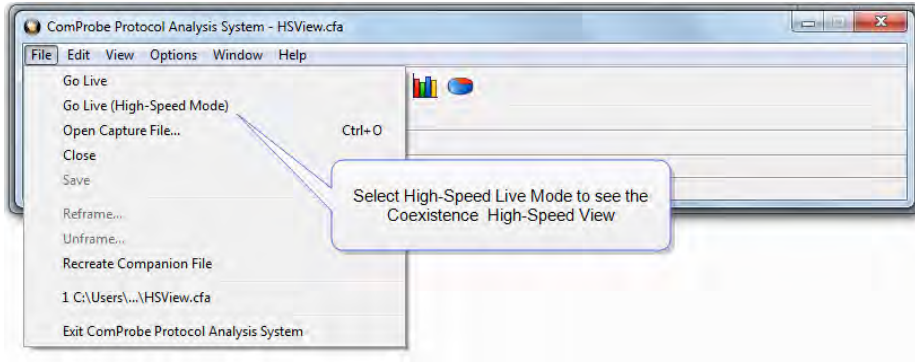 ComProbe Protocol Analysis System - HSView.cfa
File Edit View Options Window Help
Go Live
Go Live (High-Speed Mode)
Open Capture File... Ctrl+O
Close
Save
Select High-Speed Live Mode to see the
Coexistence High-Speed View
Reframe...
Unframe...
Recreate Companion File
1 C:\Users\...\HSView.cfa
Exit ComProbe Protocol Analysis System